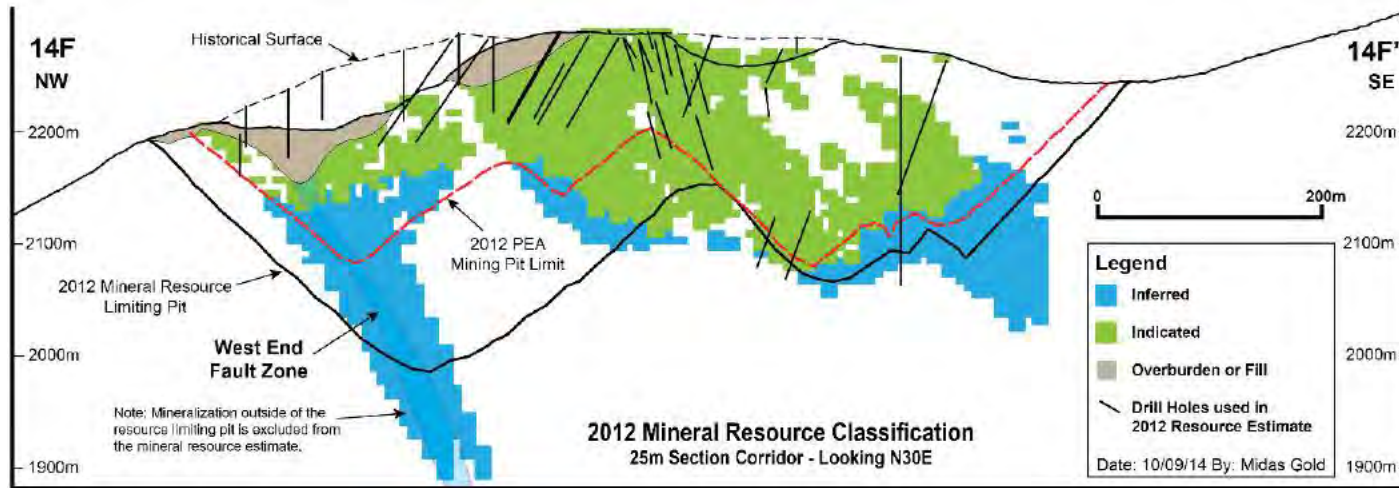 14F
NW
Historical Surface
14F'
SE
2200m
2200m
0
200m
2012 PEA
Mining Pit Limit
2100m
2100m
2012 Mineral Resource
Limiting Pit
Legend
Inferred
Indicated
Overburden or Fill
Drill Holes used in
2012 Resource Estimate
West End
Fault Zone
2000m
2000m
Note: Mineralization outside of the
resource limiting pit is excluded from
the mineral resource estimate.
2012 Mineral Resource Classification
25m Section Corridor - Looking N30E
Date: 10/09/14 By: Midas Gold
1900m
1900m